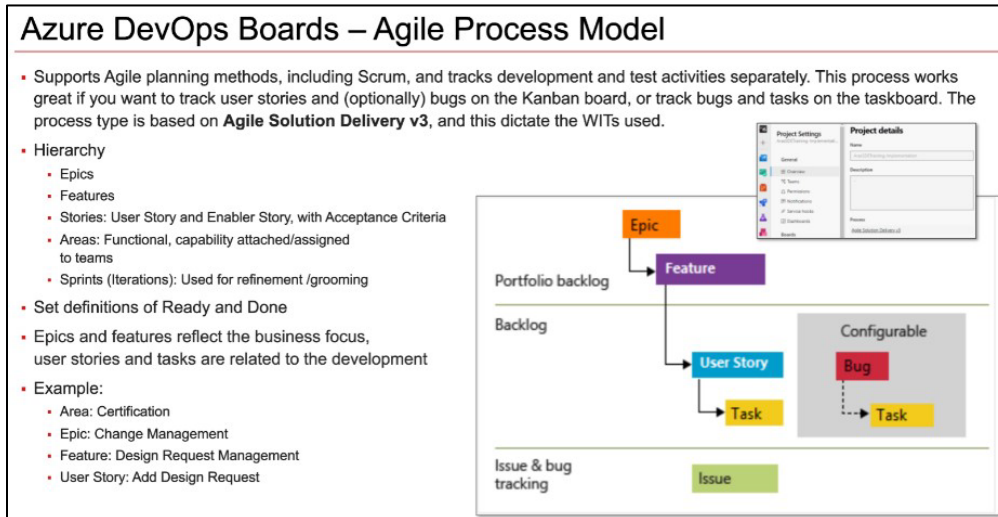 Azure DevOps Boards – Agile Process Model
▪ Supports Agile planning methods, including Scrum, and tracks development and test activities separately. This process works
great if you want to track user stories and (optionally) bugs on the Kanban board, or track bugs and tasks on the taskboard. The
process type is based on Agile Solution Delivery v3, and this dictate the WITs used.
▪ Hierarchy
▪ Epics
▪ Features
▪ Stories: User Story and Enabler Story, with Acceptance Criteria
▪ Areas: Functional, capability attached/assigned
to teams
▪ Sprints (Iterations): Used for refinement /grooming
▪ Set definitions of Ready and Done
▪ Epics and features reflect the business focus,
user stories and tasks are related to the development
▪ Example:
▪ Area: Certification
▪ Epic: Change Management
▪ Feature: Design Request Management
▪ User Story: Add Design Request
Project Settings
General
Overview
Teams
Permissions
Notifications
Service hooks
Dashboards
Boards
Project details
Name
Description
Process
Agile Solution Delivery v3
Epic
Feature
Portfolio backlog
Backlog
Configurable
User Story
Bug
Task
Task
Issue & bug
tracking
Issue